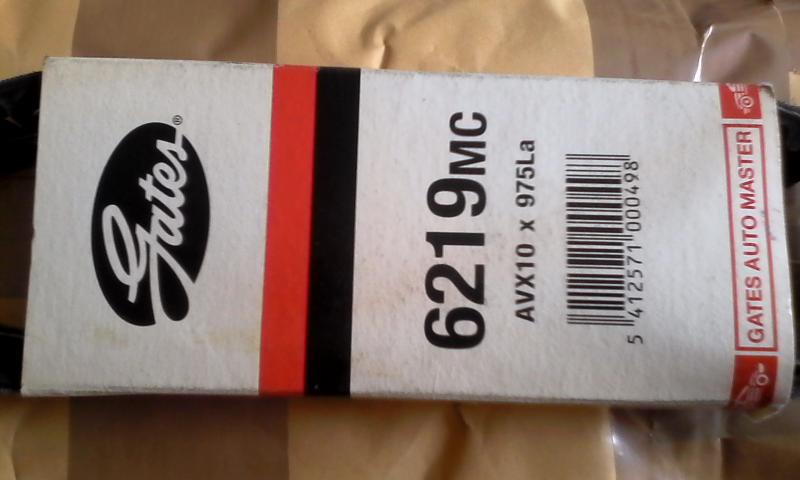 Gates®
6219MC
AVX10 x 975La
5 412571 000498
GATES AUTO MASTER